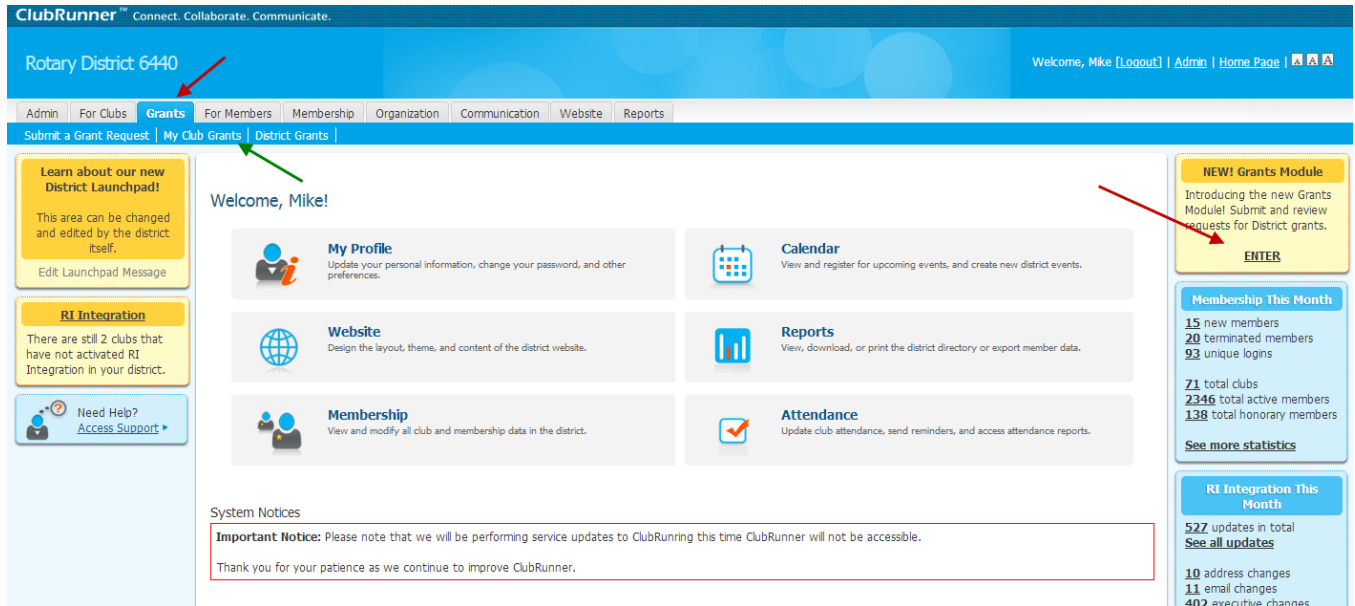 ClubRunner™ Connect. Collaborate. Communicate.
Rotary District 6440
Welcome, Mike [Logout] | Admin | Home Page | A A A
Admin For Clubs Grants For Members Membership Organization Communication Website Reports
Submit a Grant Request | My Club Grants | District Grants |
Learn about our new
District Launchpad!
This area can be changed
and edited by the district
itself.
Edit Launchpad Message
RI Integration
There are still 2 clubs that
have not activated RI
Integration in your district.
Need Help?
Access Support
Welcome, Mike!
My Profile
Update your personal information, change your password, and other
preferences.
Calendar
View and register for upcoming events, and create new district events.
Website
Design the layout, theme, and content of the district website.
Reports
View, download, or print the district directory or export member data.
Membership
View and modify all club and membership data in the district.
Attendance
Update club attendance, send reminders, and access attendance reports.
System Notices
Important Notice: Please note that we will be performing service updates to ClubRunring this time ClubRunner will not be accessible.
Thank you for your patience as we continue to improve ClubRunner.
NEW! Grants Module
Introducing the new Grants
Module! Submit and review
requests for District grants.
ENTER
Membership This Month
15 new members
20 terminated members
93 unique logins
71 total clubs
2346 total active members
138 total honorary members
See more statistics
RI Integration This
Month
527 updates in total
See all updates
10 address changes
11 email changes
402 executive changes